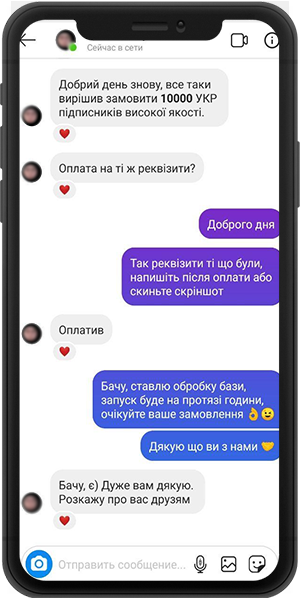 Сейчас в сети
Добрий день знову, все таки
вирішив замовити 10000 УКР
підписників високої якості.
Оплата на ті ж реквізити?
Доброго дня
Так реквізити ті що були,
напишіть після оплати або
скиньте скріншот
Оплатив
Бачу, ставлю обробку бази,
запуск буде на протязі години,
очікуйте ваше замовлення 👌😉
Дякую що ви з нами 🤝
Бачу, є) Дуже вам дякую.
Розкажу про вас друзям
Отправить сообщение...